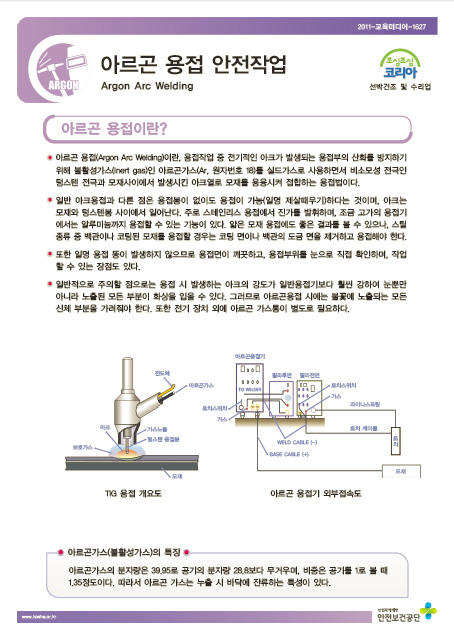 2011-교육미디어-1627
ARGON
아르곤 용접 안전작업
Argon Arc Welding
조심조심
코리아
선박건조 및 수리업
아르곤 용접이란?
아르곤 용접(Argon Arc Welding)이란, 용접작업 중 전기적인 아크가 발생되는 용접부의 산화를 방지하기
위해 불활성가스(Inert gas)인 아르곤가스(Ar, 원자번호 18)를 실드가스로 사용하면서 비소모성 전극인
텅스텐 전극과 모재사이에서 발생시킨 아크열로 모재를 용융시켜 접합하는 용접법이다.
일반 아크용접과 다른 점은 용접봉이 없이도 용접이 가능(일명 제살때우기)하다는 것이며, 아크는
모재와 텅스텐봉 사이에서 일어난다. 주로 스테인리스 용접에서 진가를 발휘하며, 조금 고가의 용접기
에서는 알루미늄까지 용접할 수 있는 기능이 있다. 얇은 모재 용접에도 좋은 결과를 볼 수 있으나, 스틸
종류 중 백관이나 코팅된 모재를 용접할 경우는 코팅 면이나 백관의 도금 면을 제거하고 용접해야 한다.
또한 일명 용접 똥이 발생하지 않으므로 용접면이 깨끗하고, 용접부위를 눈으로 직접 확인하며, 작업
할 수 있는 장점도 있다.
일반적으로 주의할 점으로는 용접 시 발생하는 아크의 강도가 일반용접기보다 훨씬 강하여 눈뿐만
아니라 노출된 모든 부분이 화상을 입을 수 있다. 그러므로 아르곤용접 시에는 불꽃에 노출되는 모든
신체 부분을 가려줘야 한다. 또한 전기 장치 외에 아르곤 가스통이 별도로 필요하다.
전도체
아르곤가스
가스노즐
텅스텐 용접봉
아크
보호가스
모재
TIG 용접 개요도
아르곤용접기
필라후면
필라전면
TIG WELDER
토치스위치
가스
토치스위치
가스
라이너스프링
토치 케이블
토치
WELD CABLE (-)
BASE CABLE (+)
모재
아르곤 용접기 외부접속도
아르곤가스(불활성가스)의 특징
아르곤가스의 분자량은 39.95로 공기의 분자량 28.8보다 무거우며, 비중은 공기를 1로 볼 때
1.35정도이다. 따라서 아르곤 가스는 누출 시 바닥에 잔류하는 특성이 있다.
www.kosha.or.kr
산업재해예방
안전보건공단